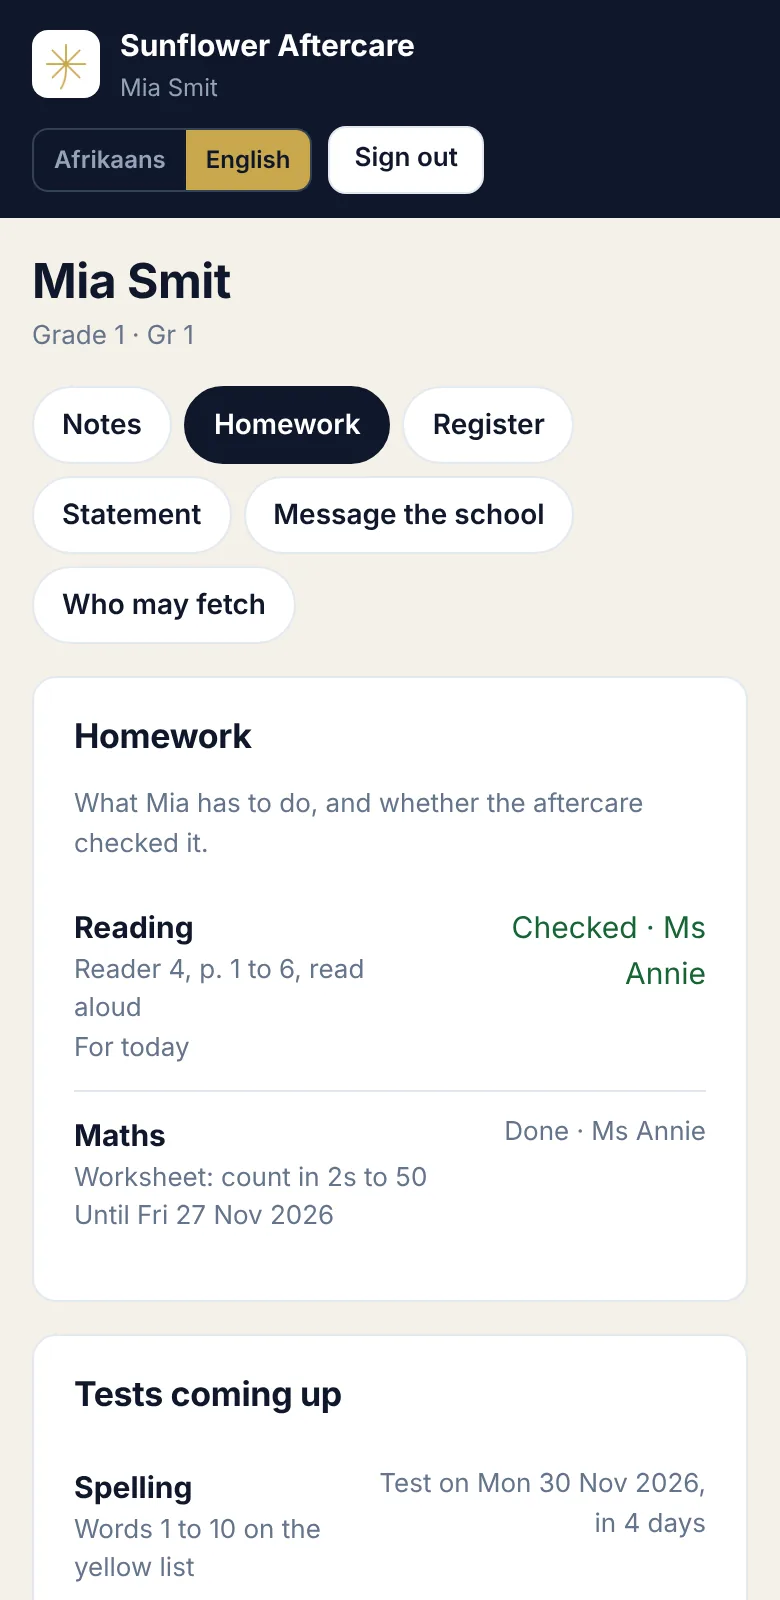 Sunflower Aftercare
Mia Smit
Afrikaans English Sign out
Mia Smit
Grade 1 · Gr 1
Notes Homework Register
Statement Message the school
Who may fetch
Homework
What Mia has to do, and whether the aftercare
checked it.
Reading
Checked · Ms
Annie
Reader 4, p. 1 to 6, read
aloud
For today
Maths
Done · Ms Annie
Worksheet: count in 2s to 50
Until Fri 27 Nov 2026
Tests coming up
Spelling
Test on Mon 30 Nov 2026,
in 4 days
Words 1 to 10 on the
yellow list